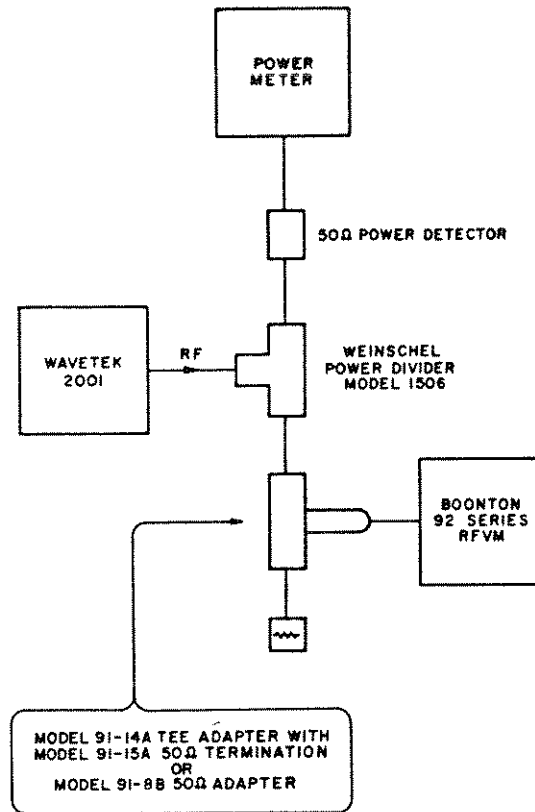 POWER
METER
50Ω POWER DETECTOR
WAVETEK
2001
RF
WEINSCHEL
POWER DIVIDER
MODEL 1506
BOONTON
92 SERIES
RFVM
MODEL 91-14A TEE ADAPTER WITH
MODEL 91-15A 50Ω TERMINATION
OR
MODEL 91-8B 50Ω ADAPTER